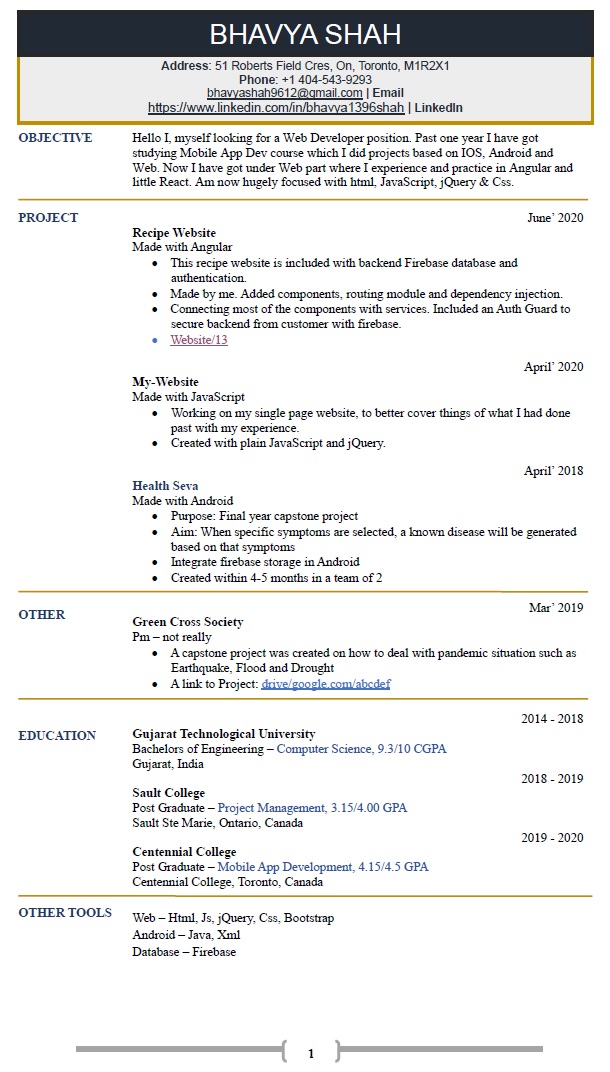 BHAVYA SHAH
Address: 51 Roberts Field Cres, On, Toronto, M1R2X1
Phone: +1 404-543-9293
bhavyashah9612@gmail.com | Email
https://www.linkedin.com/in/bhavya1396shah | LinkedIn
OBJECTIVE
Hello I, myself looking for a Web Developer position. Past one year I have got
studying Mobile App Dev course which I did projects based on IOS, Android and
Web. Now I have got under Web part where I experience and practice in Angular and
little React. Am now hugely focused with html, JavaScript, jQuery & Css.
PROJECT
June’ 2020
Recipe Website
Made with Angular
• This recipe website is included with backend Firebase database and
authentication.
• Made by me. Added components, routing module and dependency injection.
• Connecting most of the components with services. Included an Auth Guard to
secure backend from customer with firebase.
• Website/13
April’ 2020
My-Website
Made with JavaScript
• Working on my single page website, to better cover things of what I had done
past with my experience.
• Created with plain JavaScript and jQuery.
April’ 2018
Health Seva
Made with Android
• Purpose: Final year capstone project
• Aim: When specific symptoms are selected, a known disease will be generated
based on that symptoms
• Integrate firebase storage in Android
• Created within 4-5 months in a team of 2
OTHER
Mar’ 2019
Green Cross Society
Pm – not really
• A capstone project was created on how to deal with pandemic situation such as
Earthquake, Flood and Drought
• A link to Project: drive/google.com/abcdef
EDUCATION
2014 - 2018
Gujarat Technological University
Bachelors of Engineering – Computer Science, 9.3/10 CGPA
Gujarat, India
2018 - 2019
Sault College
Post Graduate – Project Management, 3.15/4.00 GPA
Sault Ste Marie, Ontario, Canada
2019 - 2020
Centennial College
Post Graduate – Mobile App Development, 4.15/4.5 GPA
Centennial College, Toronto, Canada
OTHER TOOLS
Web – Html, Js, jQuery, Css, Bootstrap
Android – Java, Xml
Database – Firebase
1